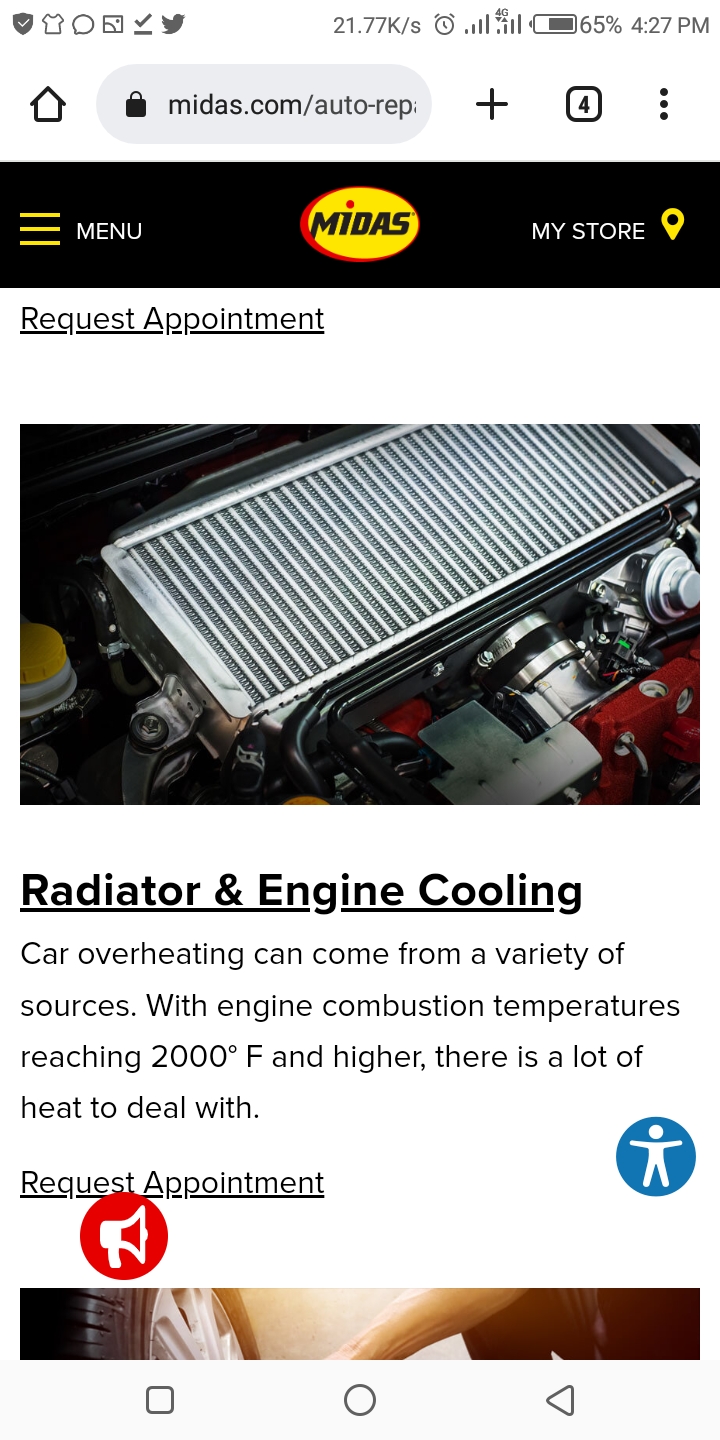 21.77K/s 4G 65% 4:27 PM
midas.com/auto-repa
4
MENU
MiDAS
MY STORE
Request Appointment
Radiator & Engine Cooling
Car overheating can come from a variety of
sources. With engine combustion temperatures
reaching 2000° F and higher, there is a lot of
heat to deal with.
Request Appointment